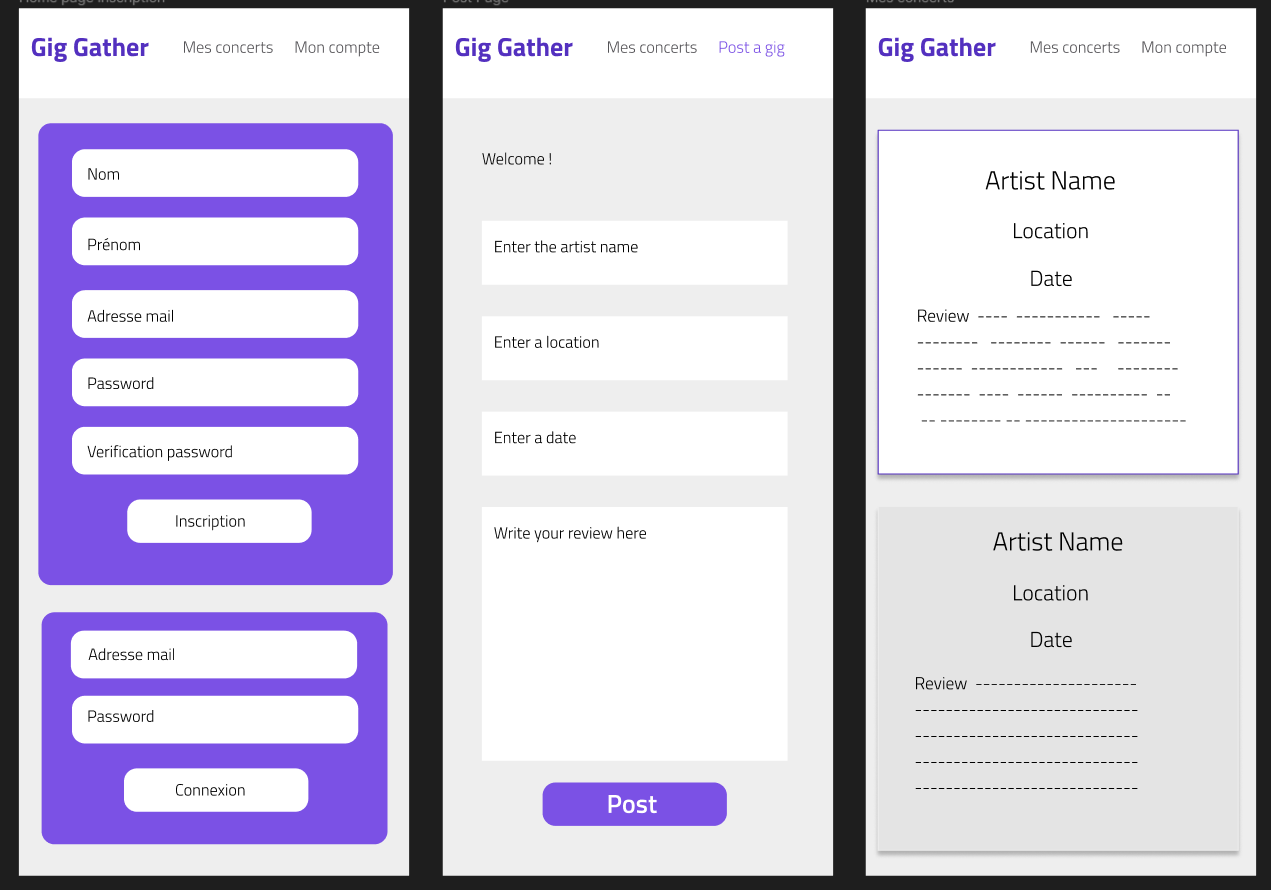 Home page Inscription
Gig Gather Mes concerts Mon compte
Nom
Prénom
Adresse mail
Password
Verification password
Inscription
Adresse mail
Password
Connexion
Post Page
Gig Gather Mes concerts Post a gig
Welcome !
Enter the artist name
Enter a location
Enter a date
Write your review here
Post
Mes concerts
Gig Gather Mes concerts Mon compte
Artist Name
Location
Date
Review ---- ----------- -----
-------- -------- ------ -------
------ ------------ --- --------
------- ---- ------ ---------- --
-- -------- -- ---------------------
Artist Name
Location
Date
Review ---------------------
-----------------------------
-----------------------------
-----------------------------
-----------------------------